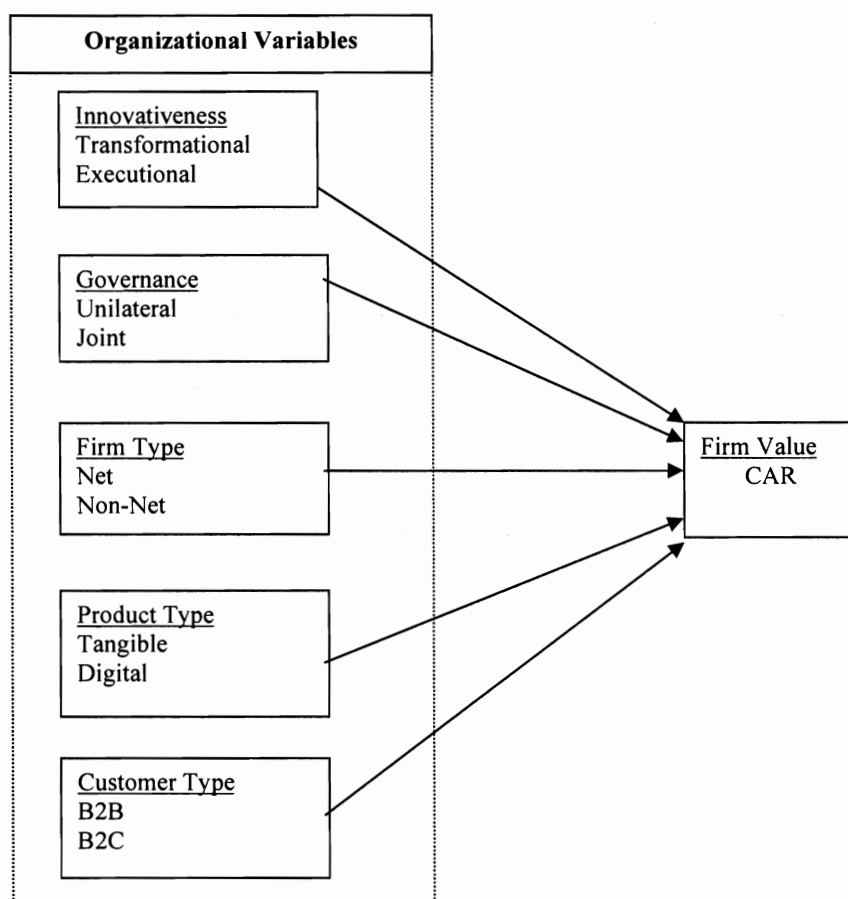 Organizational Variables
Innovativeness
Transformational
Executional
Governance
Unilateral
Joint
Firm Type
Net
Non-Net
Product Type
Tangible
Digital
Customer Type
B2B
B2C
Firm Value
CAR